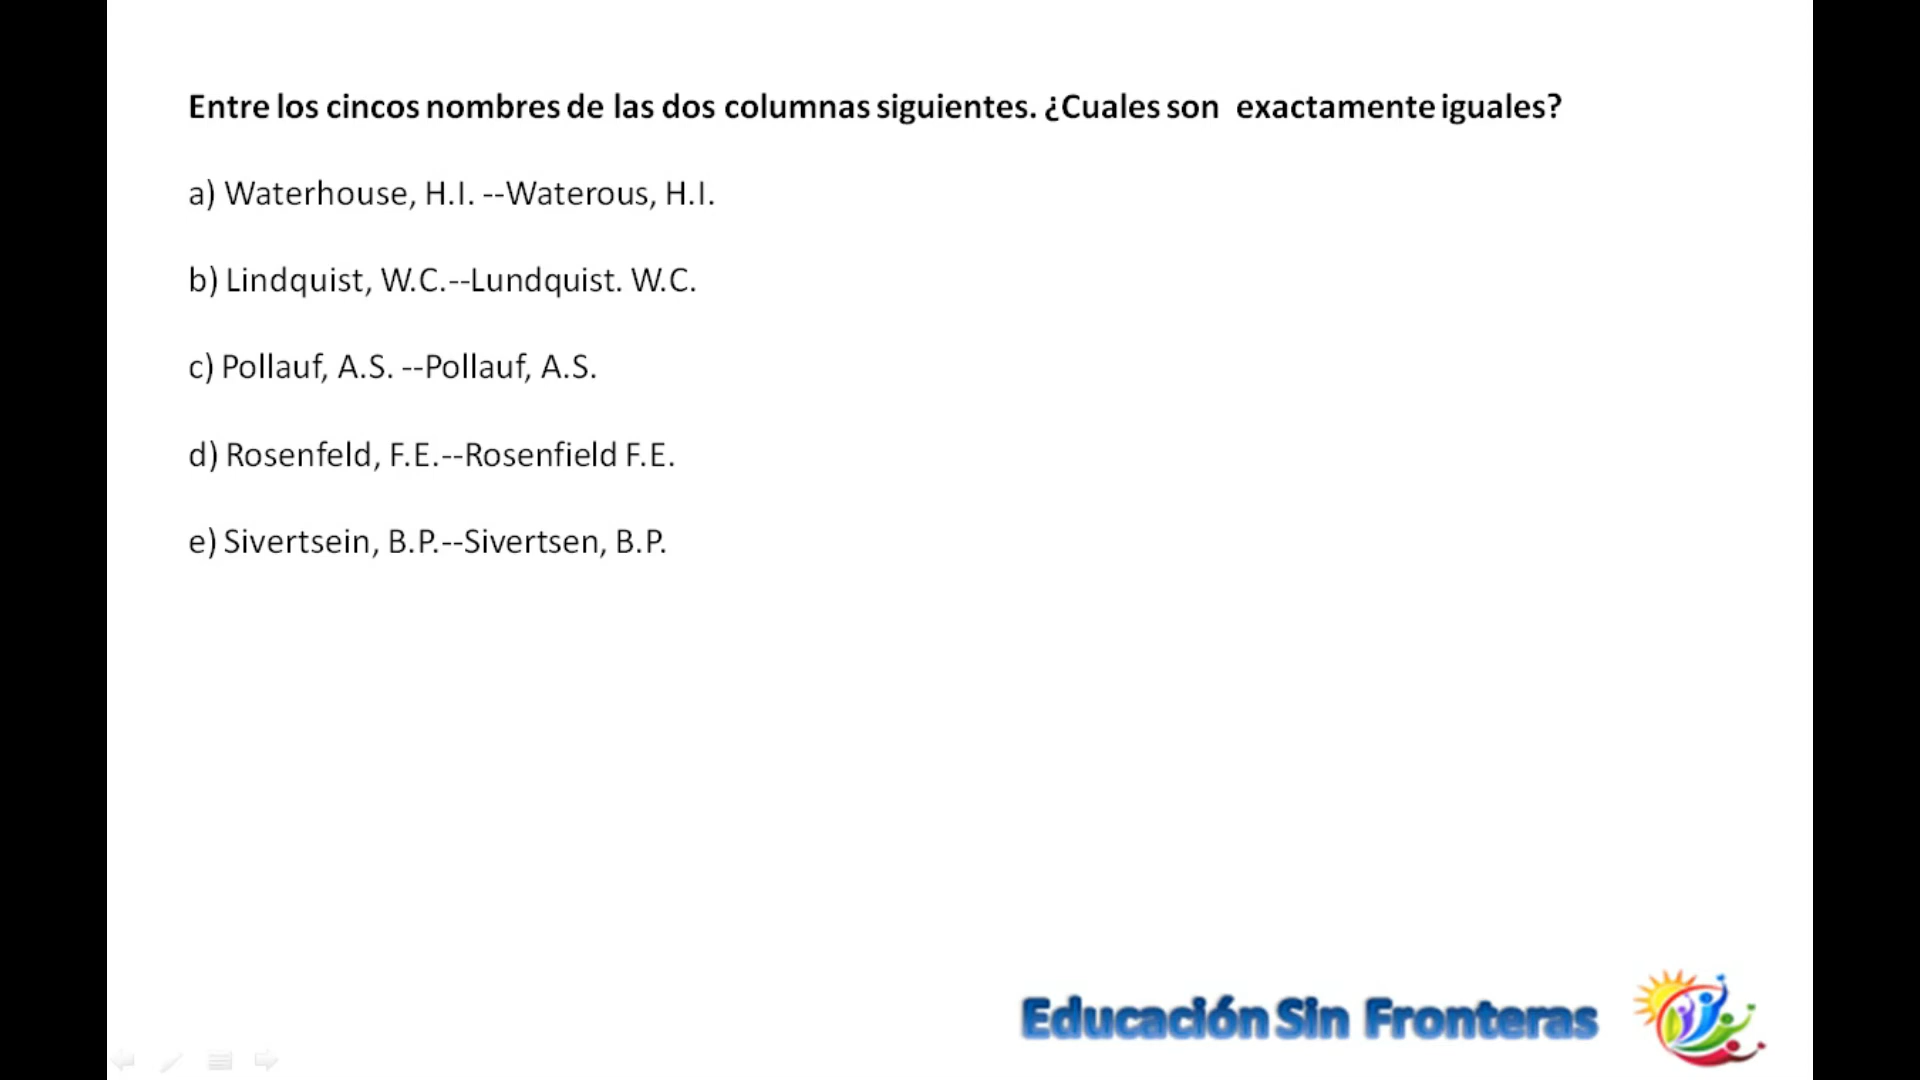 Entre los cincos nombres de las dos columnas siguientes. ¿Cuales son exactamente iguales?
a) Waterhouse, H.I. --Waterous, H.I.
b) Lindquist, W.C.--Lundquist. W.C.
c) Pollauf, A.S. --Pollauf, A.S.
d) Rosenfeld, F.E.--Rosenfield F.E.
e) Sivertsein, B.P.--Sivertsen, B.P.
Educación Sin Fronteras